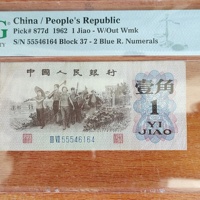 China / People's Republic
Pick# 877d 1962 1 Jiao - W/Out Wmk
S/N 55546164 Block 37 - 2 Blue R. Numerals
中国人民银行
壹角
1
YI
JIAO
55546164